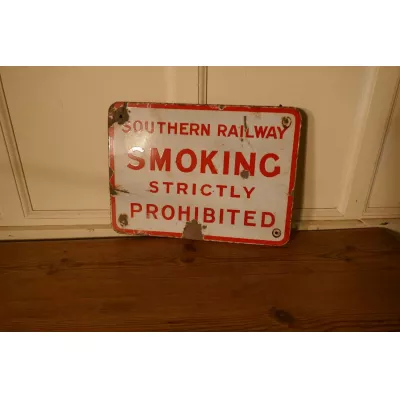 SOUTHERN RAILWAY
SMOKING
STRICTLY
PROHIBITED